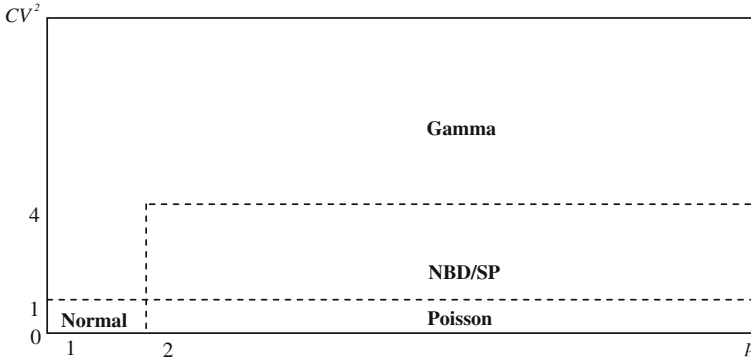 CV²
Gamma
4
NBD/SP
1
Normal
Poisson
0
1
2